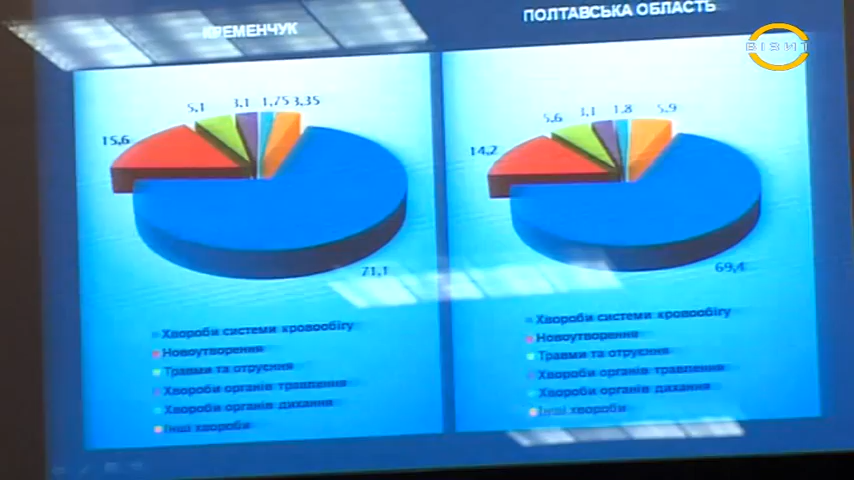 КРЕМЕНЧУК
ПОЛТАВСЬКА ОБЛАСТЬ
ВІЗИТ
15,6
5,1
3,1
1,75
3,35
71,1
14,2
5,6
3,1
1,8
5,9
69,4
Хвороби системи кровообігу
Новоутворення
Травми та отруєння
Хвороби органів травлення
Хвороби органів дихання
Інші хвороби
Хвороби системи кровообігу
Новоутворення
Травми та отруєння
Хвороби органів травлення
Хвороби органів дихання
Інші хвороби